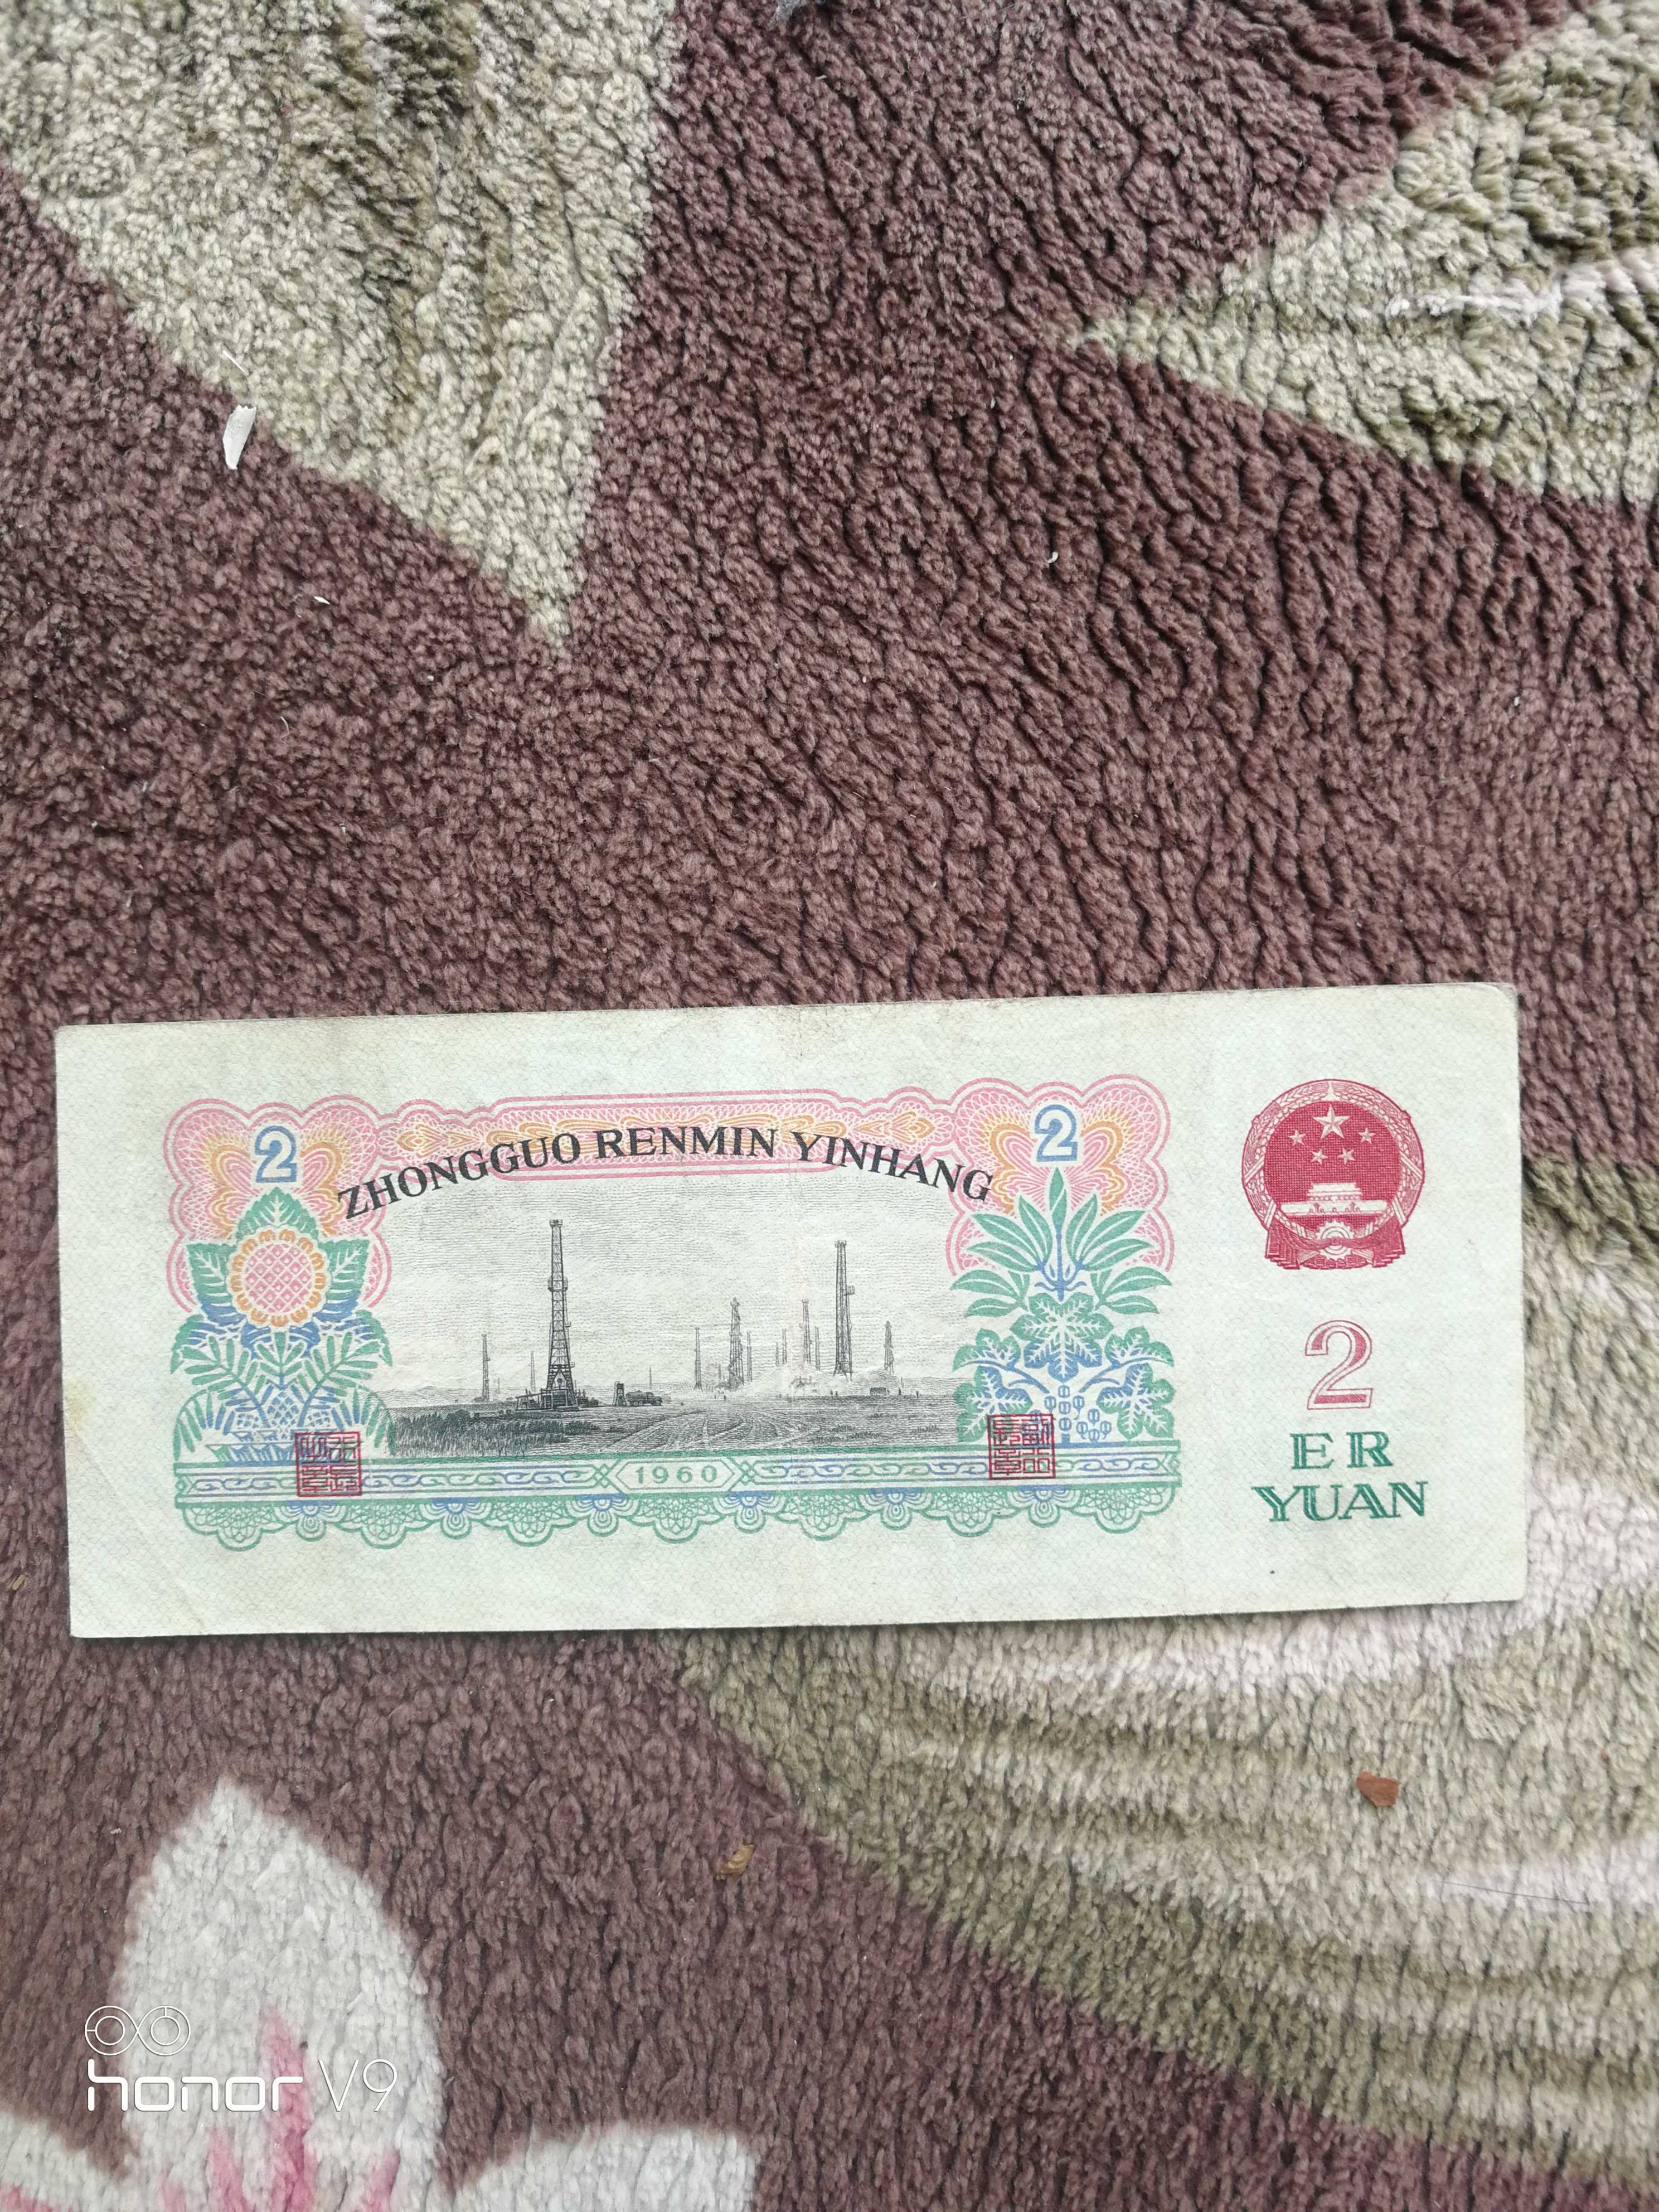 ZHONGGUO RENMIN YINHANG
2
2
1960
2
ER
YUAN
honor V9